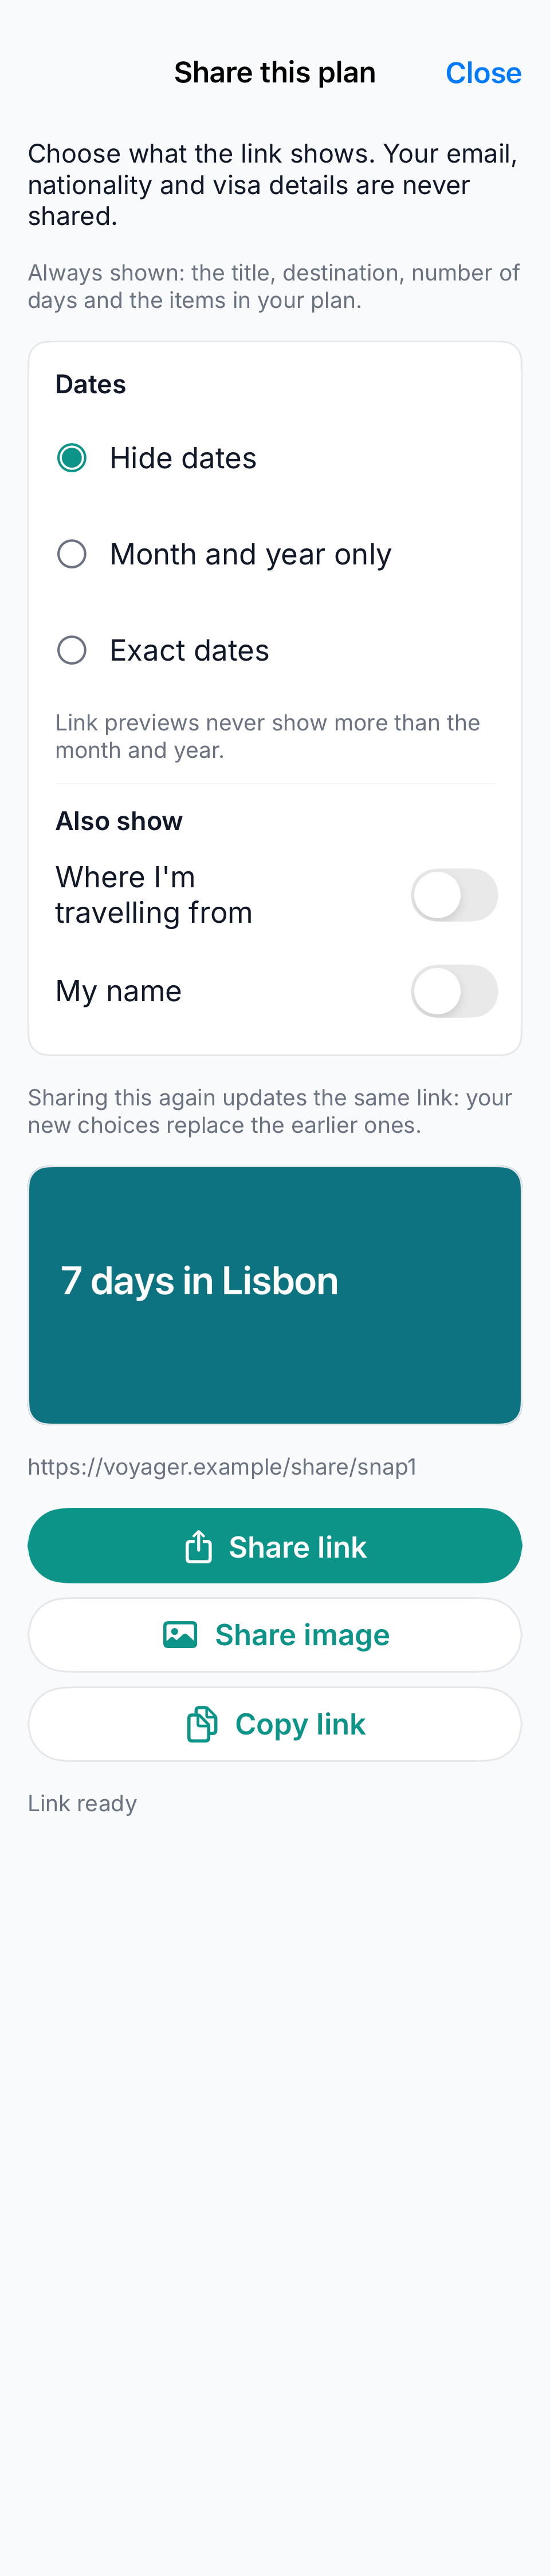 Share this plan
Close
Choose what the link shows. Your email,
nationality and visa details are never
shared.
Always shown: the title, destination, number of
days and the items in your plan.
Dates
Hide dates
Month and year only
Exact dates
Link previews never show more than the
month and year.
Also show
Where I'm
travelling from
My name
Sharing this again updates the same link: your
new choices replace the earlier ones.
7 days in Lisbon
https://voyager.example/share/snap1
Share link
Share image
Copy link
Link ready